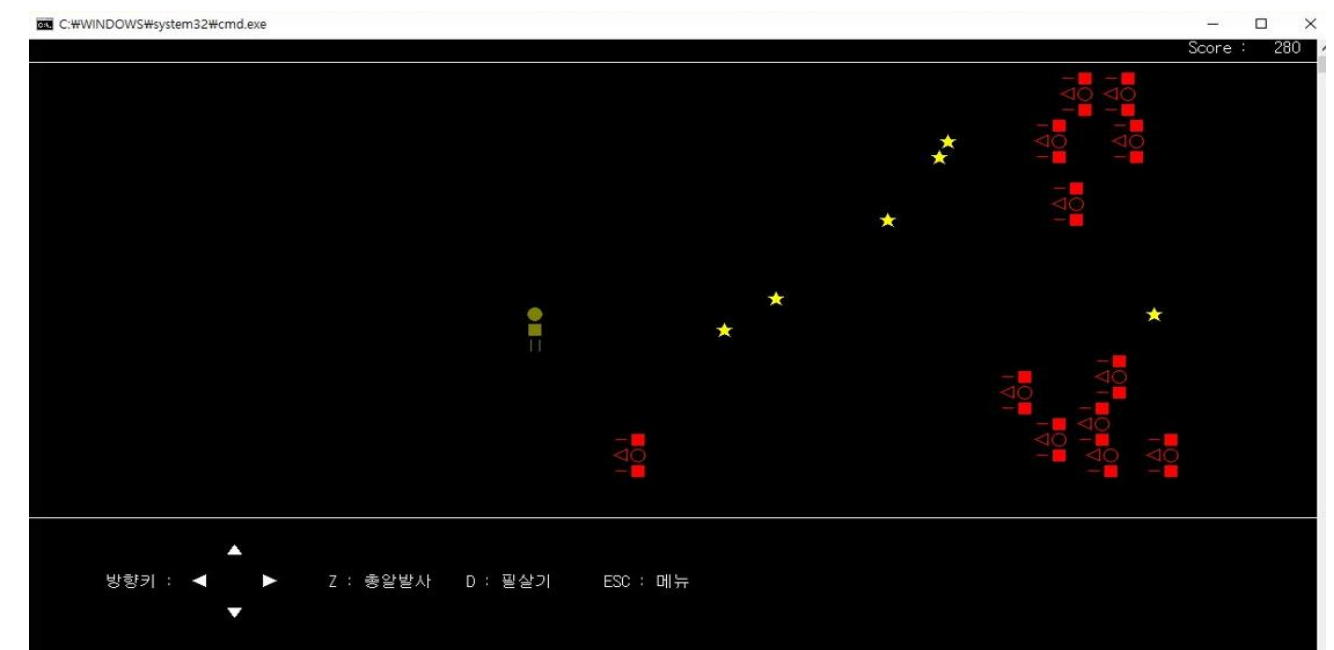 C:₩WINDOWS₩system32₩cmd.exe
Score : 280
방향키 : ◀ ▲ ▼ ▶ Z : 총알발사 D : 필살기 ESC : 메뉴